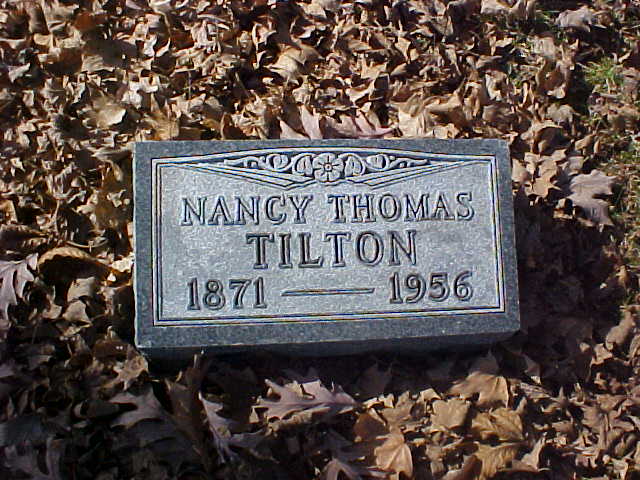 NANCY THOMAS
TILTON
1871 — 1956